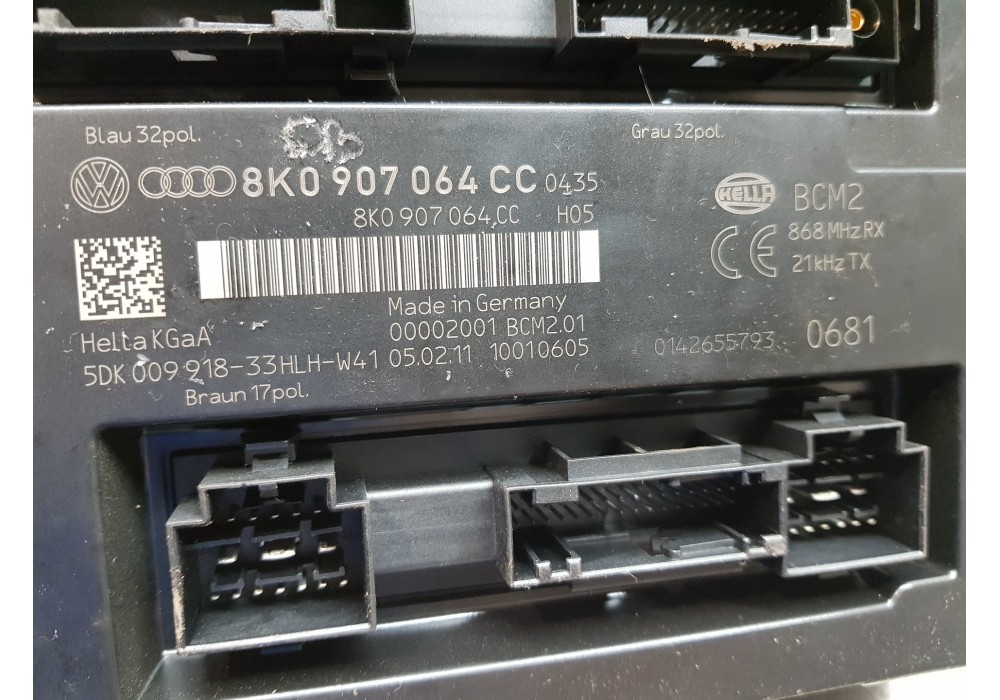 Blau 32pol.
Grau 32pol.
8K0 907 064 CC 0435
8K0 907 064 CC H05
HELLA
BCM2
CE
868 MHz RX
21kHz TX
Made in Germany
Hella KGaA
00002001 BCM2.01
5DK 009 918-33 HLH-W41 05.02.11 10010605
0142655793
0681
Braun 17pol.